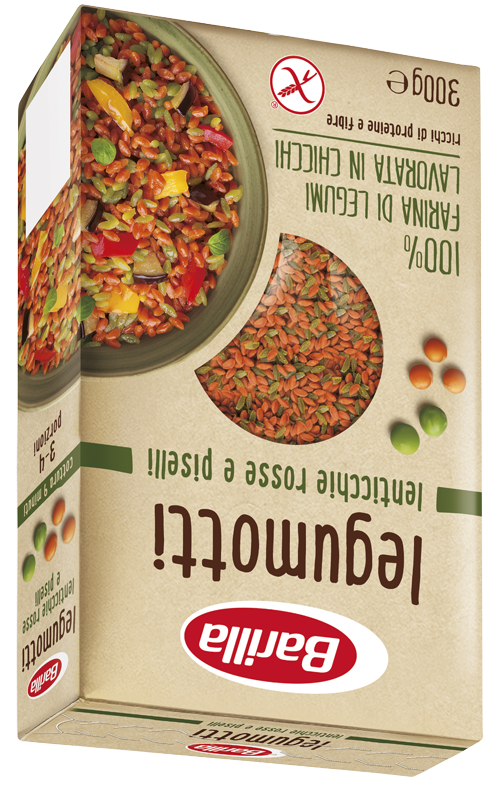 Barilla
legumotti
lenticchie rosse e piselli
100%
FARINA DI LEGUMI
LAVORATA IN CHICCHI
ricchi di proteine e fibre
300g e
®
Barilla
legumotti
lenticchie rosse
e piselli
cottura 9 minuti
3-4
porzioni
Barilla
legumotti
lenticchie rosse e piselli